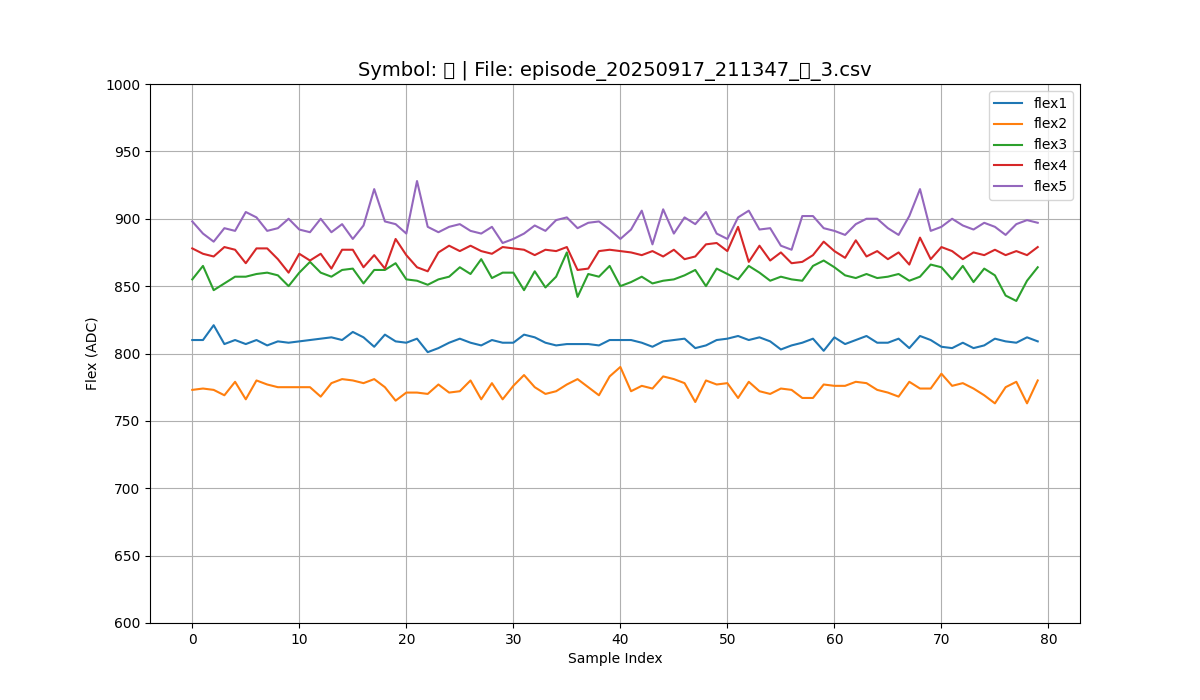 Symbol: | File: episode_20250917_211347_ _3.csv
flex1
flex2
flex3
flex4
flex5
Flex (ADC)
1000
950
900
850
800
750
700
650
600
0 10 20 30 40 50 60 70 80
Sample Index